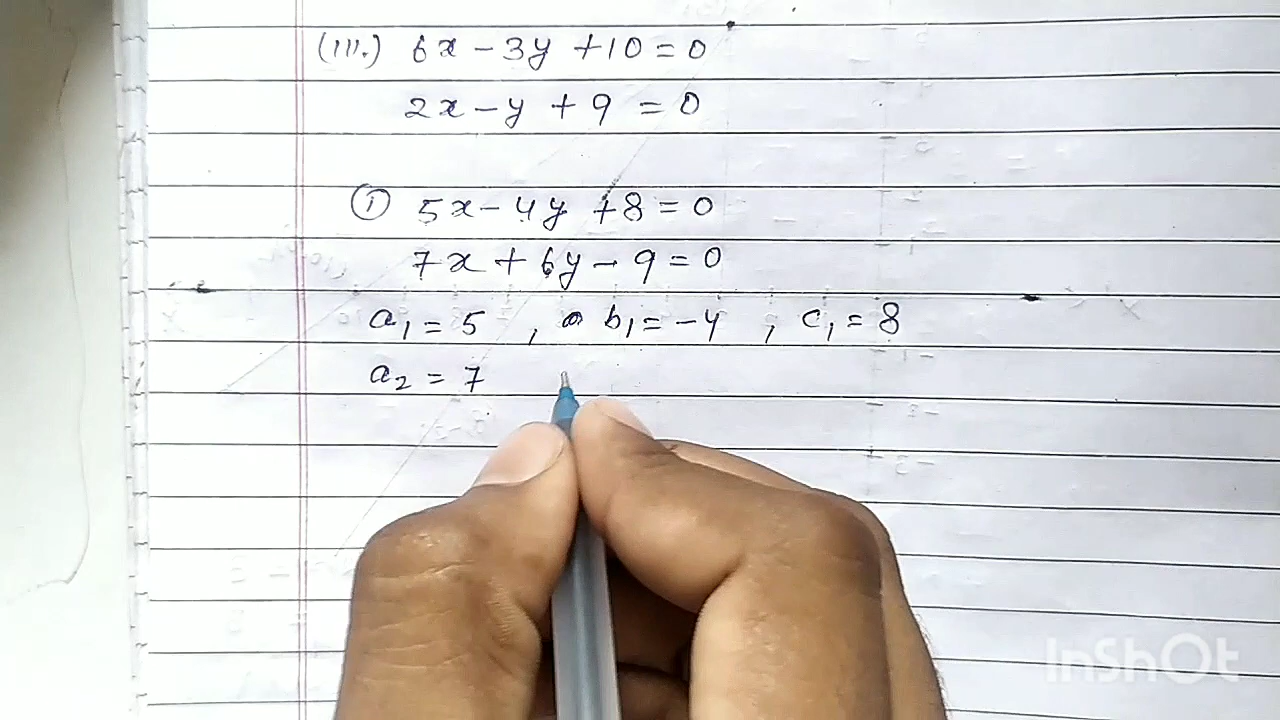 (III.) 6x - 3y + 10 = 0
2x - y + 9 = 0
① 5x - 4y + 8 = 0
7x + 6y - 9 = 0
a₁ = 5 , b₁ = -4 , c₁ = 8
a₂ = 7
InShOt